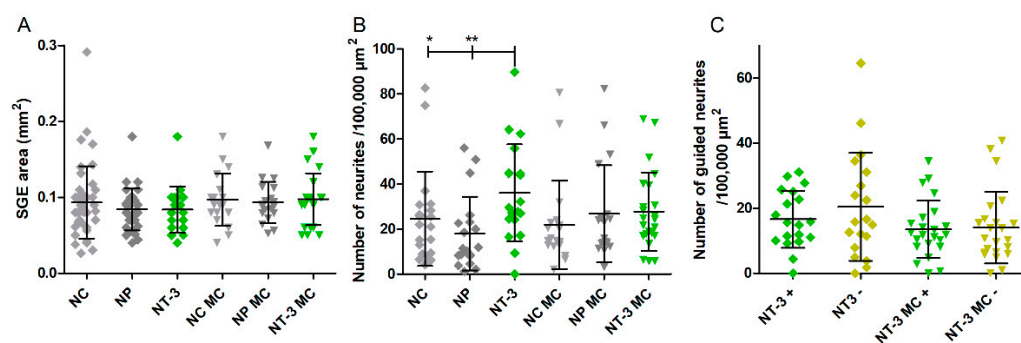 A
SGE area (mm²)
0.3
0.2
0.1
0.0
NC
NP
NT-3
NC MC
NP MC
NT-3 MC
B
Number of neurites /100,000 µm²
100
80
60
40
20
0
*
**
NC
NP
NT-3
NC MC
NP MC
NT-3 MC
C
Number of guided neurites
/100,000 µm²
60
40
20
0
NT-3 +
NT3 -
NT-3 MC +
NT-3 MC -